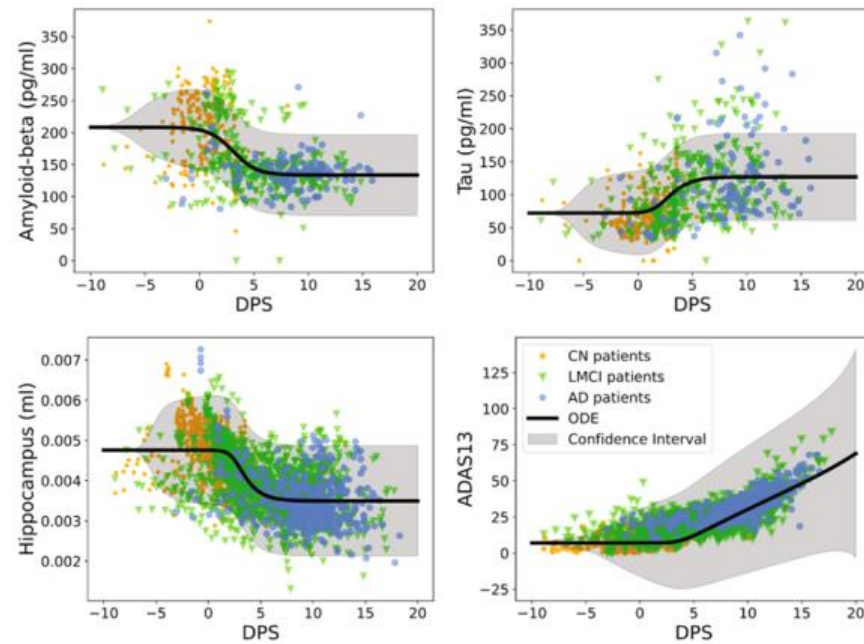 350
300
250
200
150
100
50
0
Amyloid-beta (pg/ml)
−10 −5 0 5 10 15 20
DPS
350
300
250
200
150
100
50
0
Tau (pg/ml)
−10 −5 0 5 10 15 20
DPS
0.007
0.006
0.005
0.004
0.003
0.002
Hippocampus (ml)
−10 −5 0 5 10 15 20
DPS
125
100
75
50
25
0
−25
ADAS13
CN patients
LMCI patients
AD patients
ODE
Confidence Interval
−10 −5 0 5 10 15 20
DPS